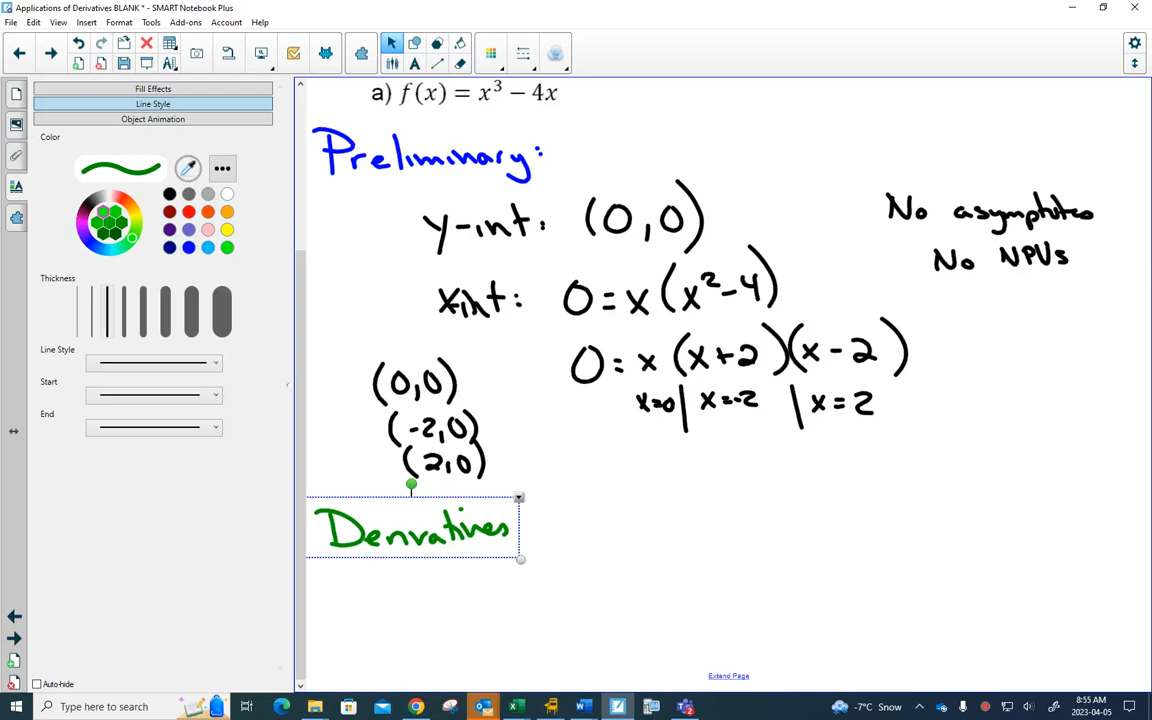 Applications of Derivatives BLANK * - SMART Notebook Plus
File Edit View Insert Format Tools Add-ons Account Help
Fill Effects
Line Style
Object Animation
Color
Thickness
Line Style
Start
End
Auto-hide
a) f(x) = x³ − 4x
Preliminary:
y-int: (0,0)
No asymptotes
No NPVs
xint: 0 = x(x²-4)
0 = x(x+2)(x-2)
x=0 | x=-2 | x=2
(0,0)
(-2,0)
(2,0)
Derivatives
Extend Page
Type here to search
-7°C Snow
8:55 AM
2023-04-05